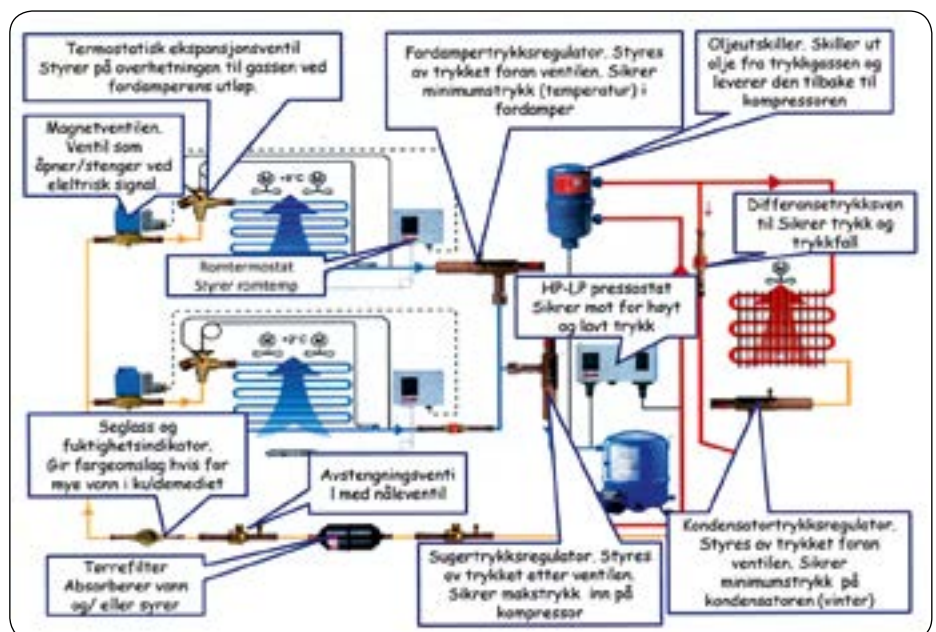 Termostatisk ekspansjonsventil
Styrer på overhetningen til gassen ved
fordamperens utløp.
Fordampertrykksregulator. Styres
av trykket foran ventilen. Sikrer
minimumstrykk (temperatur) i
fordamper
Oljeutskiller. Skiller ut
olje fra trykkgassen og
leverer den tilbake til
kompressoren
Magnetventilen.
Ventil som
åpner/stenger ved
eleltrisk signal.
Differansetrykksven
til Sikrer trykk og
trykkfall
Romtermostat
Styrer romtemp
HP-LP pressostat
Sikrer mot for høyt
og lavt trykk
Seglass og
fuktighetsindikator.
Gir fargeomslag hvis for
mye vann i kuldemediet
Avstengningsventi
l med nåleventil
Tørrefilter
Absorberer vann
og/ eller syrer
Sugertrykksregulator. Styres
av trykket etter ventilen.
Sikrer makstrykk inn på
kompressor
Kondensatortrykksregulator.
Styres av trykket foran
ventilen. Sikrer
minimumstrykk på
kondensatoren (vinter)